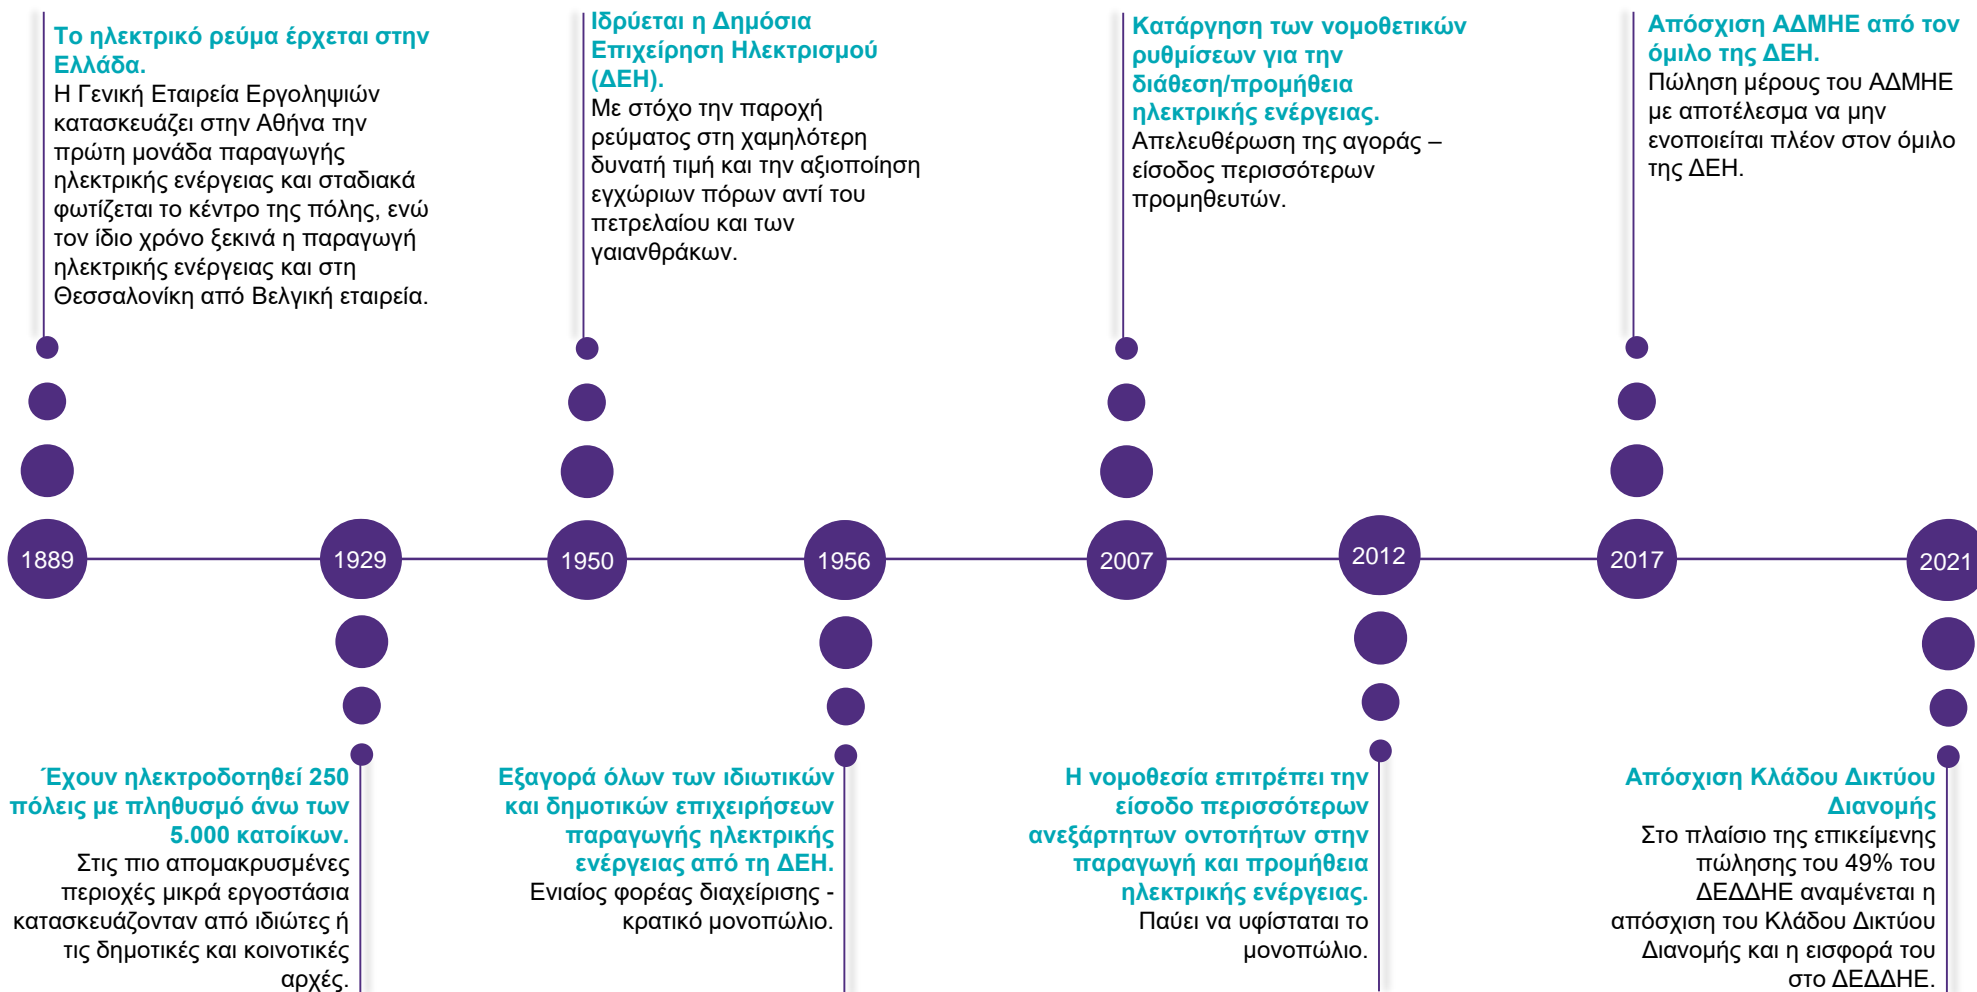 Το ηλεκτρικό ρεύμα έρχεται στην
Ελλάδα.
Η Γενική Εταιρεία Εργοληψιών
κατασκευάζει στην Αθήνα την
πρώτη μονάδα παραγωγής
ηλεκτρικής ενέργειας και σταδιακά
φωτίζεται το κέντρο της πόλης, ενώ
τον ίδιο χρόνο ξεκινά η παραγωγή
ηλεκτρικής ενέργειας και στη
Θεσσαλονίκη από Βελγική εταιρεία.
Ιδρύεται η Δημόσια
Επιχείρηση Ηλεκτρισμού
(ΔΕΗ).
Με στόχο την παροχή
ρεύματος στη χαμηλότερη
δυνατή τιμή και την αξιοποίηση
εγχώριων πόρων αντί του
πετρελαίου και των
γαιανθράκων.
Κατάργηση των νομοθετικών
ρυθμίσεων για την
διάθεση/προμήθεια
ηλεκτρικής ενέργειας.
Απελευθέρωση της αγοράς –
είσοδος περισσότερων
προμηθευτών.
Απόσχιση ΑΔΜΗΕ από τον
όμιλο της ΔΕΗ.
Πώληση μέρους του ΑΔΜΗΕ
με αποτέλεσμα να μην
ενοποιείται πλέον στον όμιλο
της ΔΕΗ.
1889
1929
1950
1956
2007
2012
2017
2021
Έχουν ηλεκτροδοτηθεί 250
πόλεις με πληθυσμό άνω των
5.000 κατοίκων.
Στις πιο απομακρυσμένες
περιοχές μικρά εργοστάσια
κατασκευάζονταν από ιδιώτες ή
τις δημοτικές και κοινοτικές
αρχές.
Εξαγορά όλων των ιδιωτικών
και δημοτικών επιχειρήσεων
παραγωγής ηλεκτρικής
ενέργειας από τη ΔΕΗ.
Ενιαίος φορέας διαχείρισης -
κρατικό μονοπώλιο.
Η νομοθεσία επιτρέπει την
είσοδο περισσότερων
ανεξάρτητων οντοτήτων στην
παραγωγή και προμήθεια
ηλεκτρικής ενέργειας.
Παύει να υφίσταται το
μονοπώλιο.
Απόσχιση Κλάδου Δικτύου
Διανομής
Στο πλαίσιο της επικείμενης
πώλησης του 49% του
ΔΕΔΔΗΕ αναμένεται η
απόσχιση του Κλάδου Δικτύου
Διανομής και η εισφορά του
στο ΔΕΔΔΗΕ.